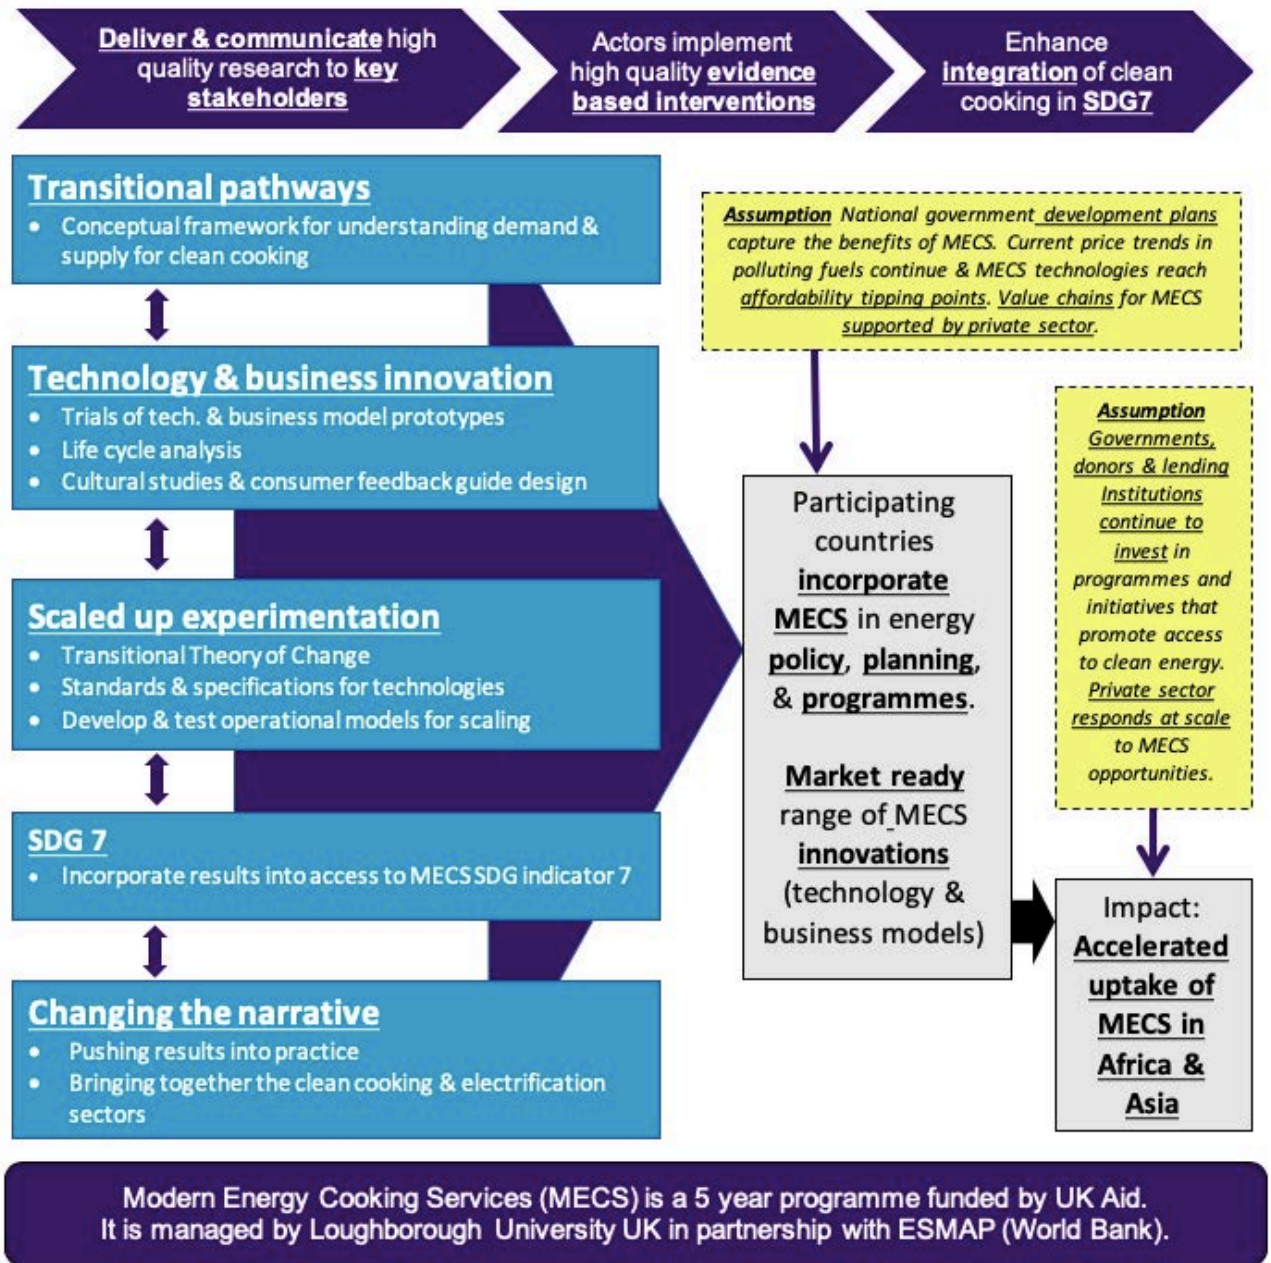 Deliver & communicate high
quality research to key
stakeholders
Actors implement
high quality evidence
based interventions
Enhance
integration of clean
cooking in SDG7
Transitional pathways
• Conceptual framework for understanding demand &
supply for clean cooking
Technology & business innovation
• Trials of tech. & business model prototypes
• Life cycle analysis
• Cultural studies & consumer feedback guide design
Scaled up experimentation
• Transitional Theory of Change
• Standards & specifications for technologies
• Develop & test operational models for scaling
SDG 7
• Incorporate results into access to MECS SDG indicator 7
Changing the narrative
• Pushing results into practice
• Bringing together the clean cooking & electrification
sectors
Assumption National government development plans
capture the benefits of MECS. Current price trends in
polluting fuels continue & MECS technologies reach
affordability tipping points. Value chains for MECS
supported by private sector.
Participating
countries
incorporate
MECS in energy
policy, planning,
& programmes.
Market ready
range of MECS
innovations
(technology &
business models)
Assumption
Governments,
donors & lending
Institutions
continue to
invest in
programmes and
initiatives that
promote access
to clean energy.
Private sector
responds at scale
to MECS
opportunities.
Impact:
Accelerated
uptake of
MECS in
Africa &
Asia
Modern Energy Cooking Services (MECS) is a 5 year programme funded by UK Aid.
It is managed by Loughborough University UK in partnership with ESMAP (World Bank).